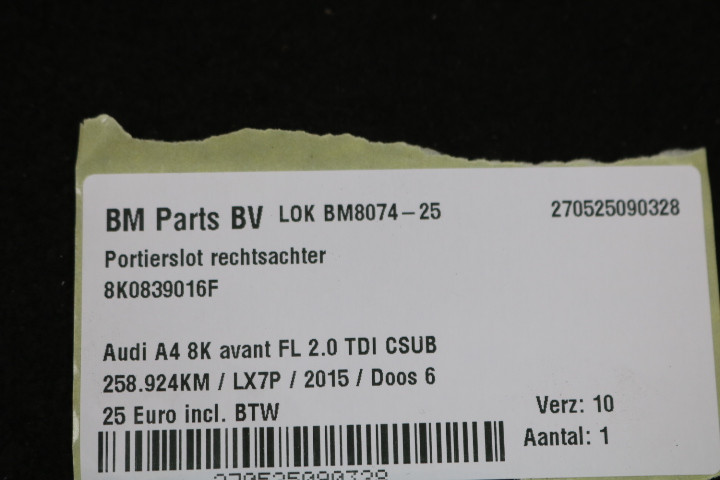 BM Parts BV LOK BM8074-25 270525090328
Portierslot rechtsachter
8K0839016F
Audi A4 8K avant FL 2.0 TDI CSUB
258.924KM / LX7P / 2015 / Doos 6
25 Euro incl. BTW Verz: 10
Aantal: 1
270525090328